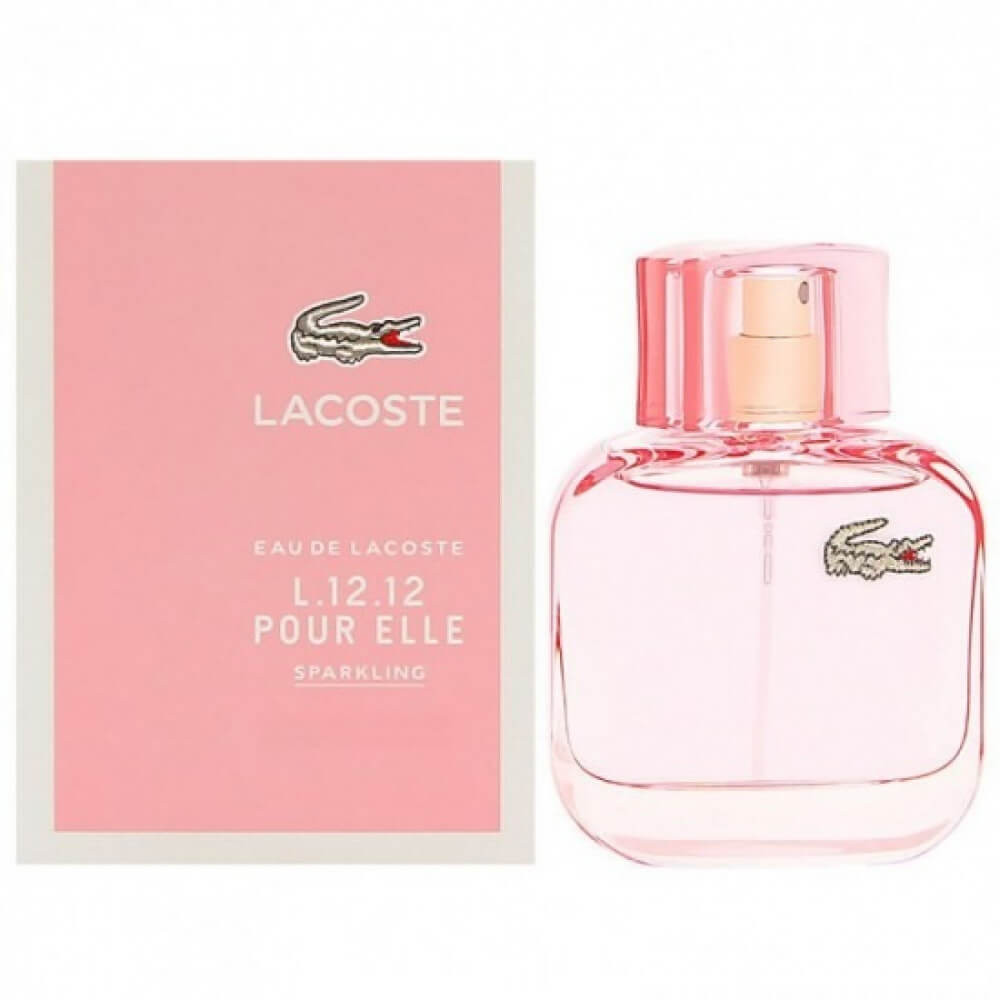 LACOSTE
EAU DE LACOSTE
L.12.12
POUR ELLE
SPARKLING